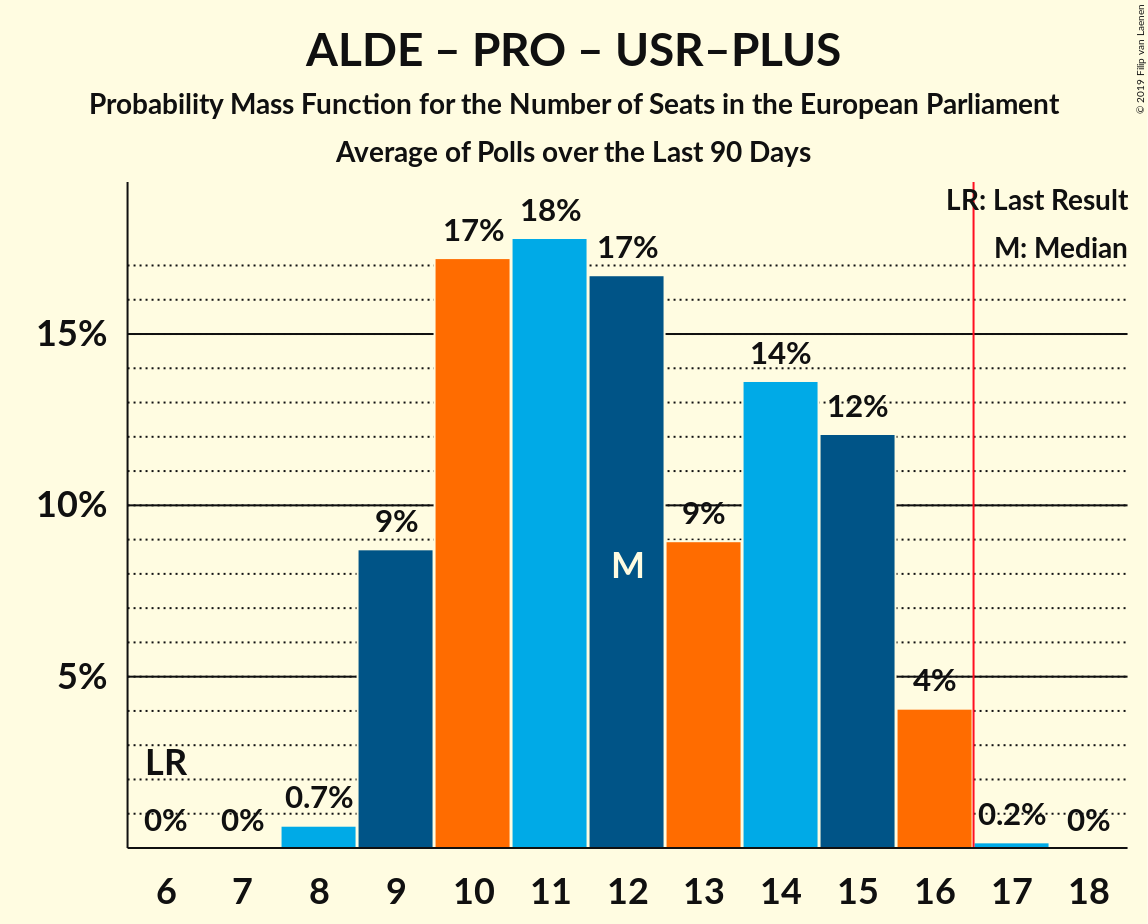 ALDE – PRO – USR–PLUS
Probability Mass Function for the Number of Seats in the European Parliament
Average of Polls over the Last 90 Days
© 2019 Filip van Laenen
LR: Last Result
M: Median
15%
10%
5%
LR
0%
0%
0.7%
9%
17%
18%
17%
M
9%
14%
12%
4%
0.2%
0%
6 7 8 9 10 11 12 13 14 15 16 17 18